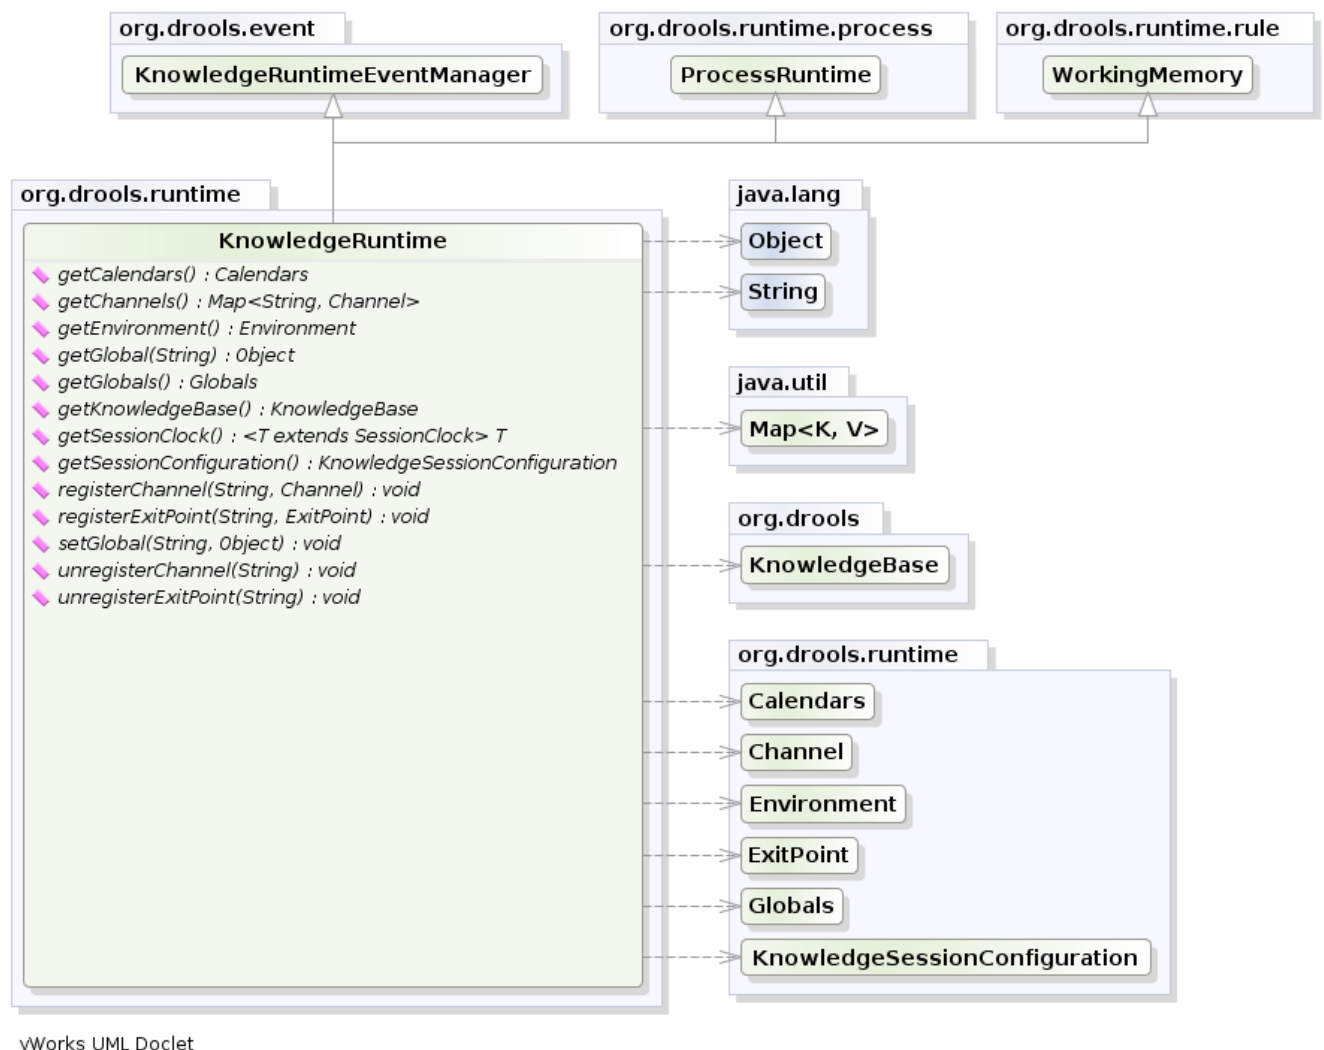 org.drools.event
KnowledgeRuntimeEventManager
org.drools.runtime.process
ProcessRuntime
org.drools.runtime.rule
WorkingMemory
org.drools.runtime
KnowledgeRuntime
getCalendars() : Calendars
getChannels() : Map<String, Channel>
getEnvironment() : Environment
getGlobal(String) : Object
getGlobals() : Globals
getKnowledgeBase() : KnowledgeBase
getSessionClock() : <T extends SessionClock> T
getSessionConfiguration() : KnowledgeSessionConfiguration
registerChannel(String, Channel) : void
registerExitPoint(String, ExitPoint) : void
setGlobal(String, Object) : void
unregisterChannel(String) : void
unregisterExitPoint(String) : void
java.lang
Object
String
java.util
Map<K, V>
org.drools
KnowledgeBase
org.drools.runtime
Calendars
Channel
Environment
ExitPoint
Globals
KnowledgeSessionConfiguration
yWorks UML Doclet